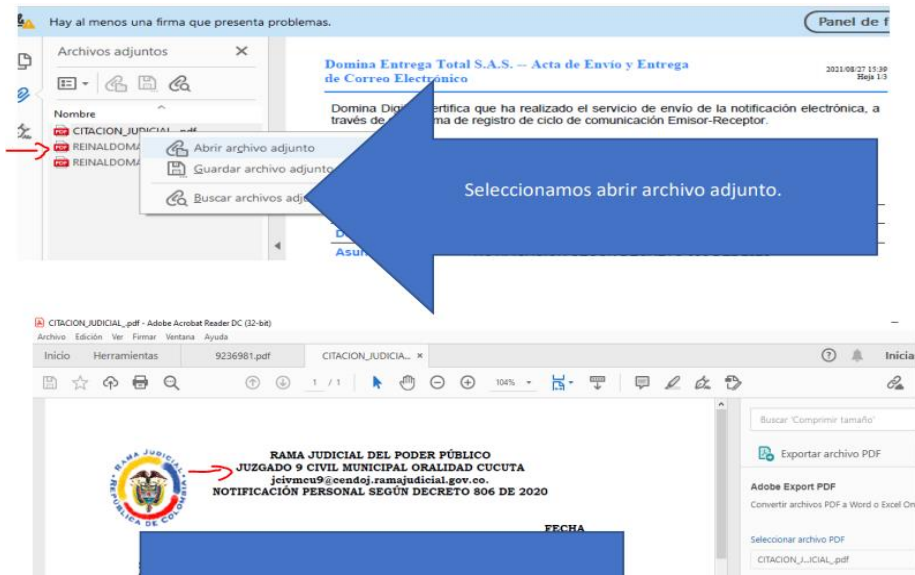 Hay al menos una firma que presenta problemas.
Panel de f
Archivos adjuntos
Nombre
CITACION_JUDICIAL_.pdf
REINALDOMA
REINALDOMA
Abrir archivo adjunto
Guardar archivo adjunto
Buscar archivos adj
Domina Entrega Total S.A.S. -- Acta de Envío y Entrega
de Correo Electrónico
2021/08/27 15:39
Hoja 1/3
Domina Digi ertifica que ha realizado el servicio de envío de la notificación electrónica, a
través de ma de registro de ciclo de comunicación Emisor-Receptor.
Seleccionamos abrir archivo adjunto.
Asun
CITACION_JUDICIAL_.pdf - Adobe Acrobat Reader DC (32-bit)
Archivo Edición Ver Firmar Ventana Ayuda
Inicio Herramientas 9236981.pdf CITACION_JUDICIA... × Inicia
1 / 1 104%
Buscar 'Comprimir tamaño'
RAMA JUDICIAL
REPUBLICA DE COLOMBIA
RAMA JUDICIAL DEL PODER PÚBLICO
JUZGADO 9 CIVIL MUNICIPAL ORALIDAD CUCUTA
jcivmcu9@cendoj.ramajudicial.gov.co.
NOTIFICACIÓN PERSONAL SEGÚN DECRETO 806 DE 2020
FECHA
Exportar archivo PDF
Adobe Export PDF
Convertir archivos PDF a Word o Excel On
Seleccionar archivo PDF
CITACION_J...ICIAL_.pdf